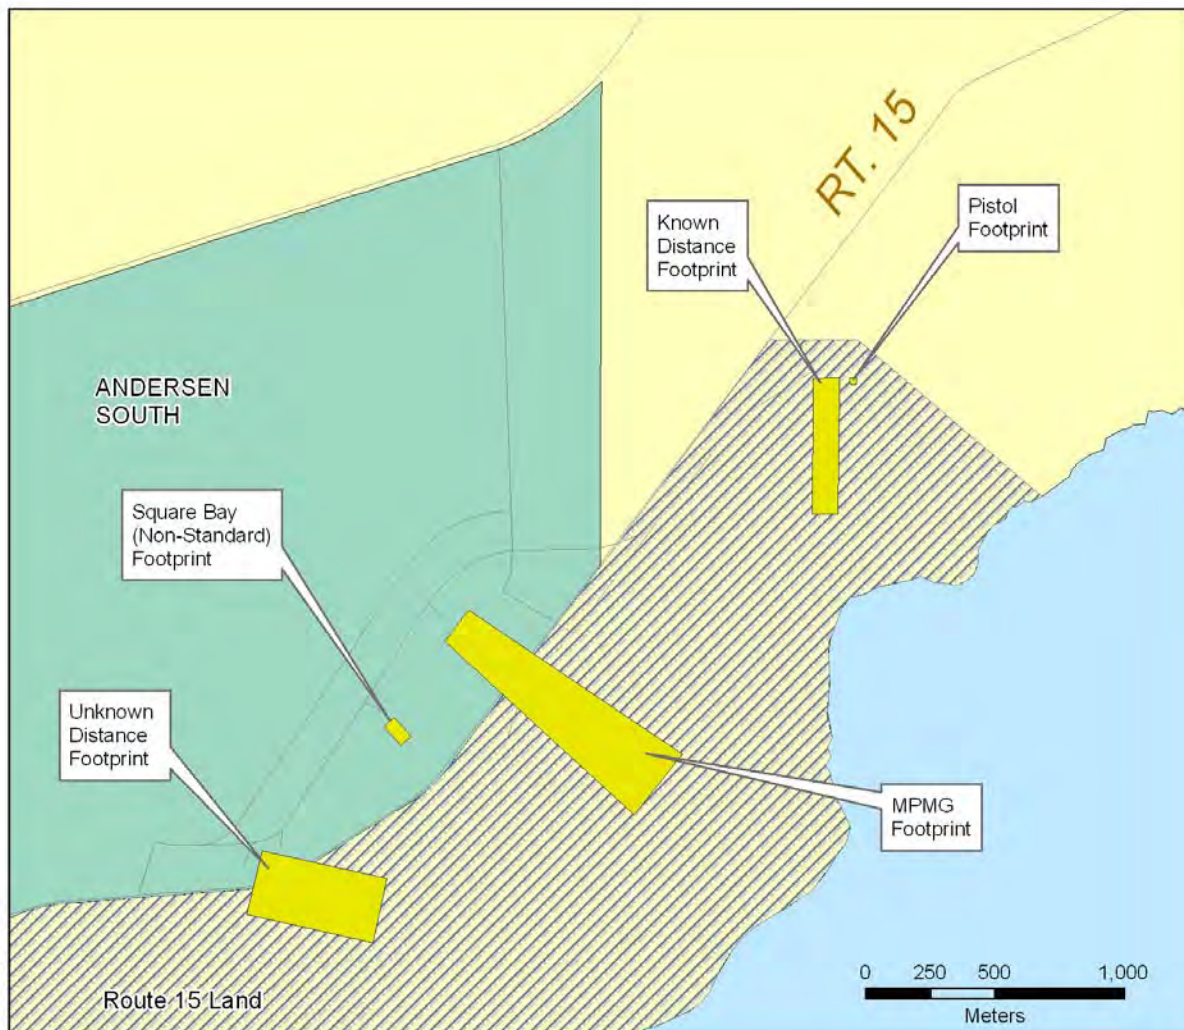 RT. 15
Known
Distance
Footprint
Pistol
Footprint
ANDERSEN
SOUTH
Square Bay
(Non-Standard)
Footprint
Unknown
Distance
Footprint
MPMG
Footprint
Route 15 Land
0 250 500 1,000
Meters